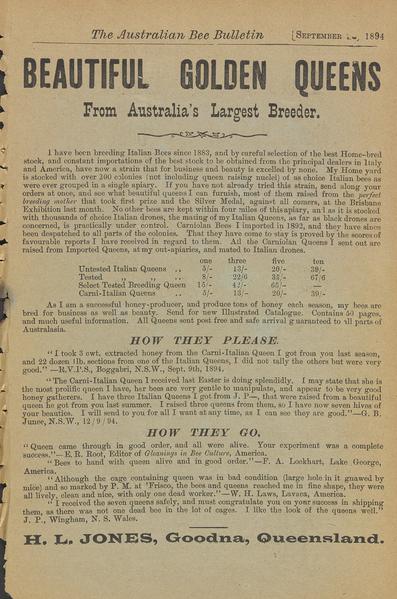 The Australian Bee Bulletin [SEPTEMBER 1894
BEAUTIFUL GOLDEN QUEENS
From Australia's Largest Breeder.
I have been breeding Italian Bees since 1883, and by careful selection of the best Home-bred
stock, and constant importations of the best stock to be obtained from the principal dealers in Italy
and America, have now a strain that for business and beauty is excelled by none. My Home yard
is stocked with over 300 colonies (not including queen raising nuclei) of as choice Italian bees as
were ever grouped in a single apiary. If you have not already tried this strain, send along your
orders at once, and see what beautiful queens I can furnish, most of them raised from the perfect
breeding mother that took first prize and the Silver Medal, against all comers, at the Brisbane
Exhibition last month. No other bees are kept within four miles of this apiary, and as it is stocked
with thousands of choice Italian drones, the mating of my Italian Queens, as far as black drones are
concerned, is practically under control. Carniolan Bees I imported in 1892, and they have since
been despatched to all parts of the colonies. That they have come to stay is proved by the scores of
favourable reports I have received in regard to them. All the Carniolan Queens I send out are
raised from Imported Queens, at my out-apiaries, and mated to Italian drones.
one three five ten
Untested Italian Queens ,, 5/- 13/- 20/- 39/-
Tested ,, ,, ,, 8/- 22/6 33/- 67/6
Select Tested Breeding Queen 15/- 42/- 65/- —
Carni-Italian Queens ,, 5/- 13/- 20/- 39/-
As I am a successful honey-producer, and produce tons of honey each season, my bees are
bred for business as well as beauty. Send for new Illustrated Catalogue. Contains 50 pages,
and much useful information. All Queens sent post free and safe arrival guaranteed to all parts of
Australasia.
HOW THEY PLEASE.
"I took 3 cwt. extracted honey from the Carni-Italian Queen I got from you last season,
and 22 dozen 1lb. sections from one of the Italian Queens, I did not tally the others but were very
good."—R.V.P.S., Boggabri, N.S.W., Sept. 9th, 1894.
"The Carni-Italian Queen I received last Easter is doing splendidly. I may state that she is
the most prolific queen I have, her bees are very gentle to manipulate, and appear to be very good
honey gatherers. I have three Italian Queens I got from J. P—, that were raised from a beautiful
queen he got from you last summer. I raised three queens from them, so I have now seven hives of
your beauties. I will send to you for all I want at any time, as I can see they are good."—G. B.
Junee, N.S.W., 12/9/94.
HOW THEY GO.
"Queen came through in good order, and all were alive. Your experiment was a complete
success."—E. R. Root, Editor of Gleanings in Bee Culture, America.
"Bees to hand with queen alive and in good order."—F. A. Lockhart, Lake George,
America.
"Although the cage containing queen was in bad condition (large hole in it gnawed by
mice) and so marked by P. M. at 'Frisco, the bees and queens reached me in fine shape, they were
all lively, clean and nice, with only one dead worker."—W. H. Laws, Lavaca, America.
"I received the seven queens safely, and must congratulate you on your success in shipping
them, as there was not one dead bee in the lot of cages. I like the look of the queens well."
J. P., Wingham, N. S. Wales.
H. L. JONES, Goodna, Queensland.